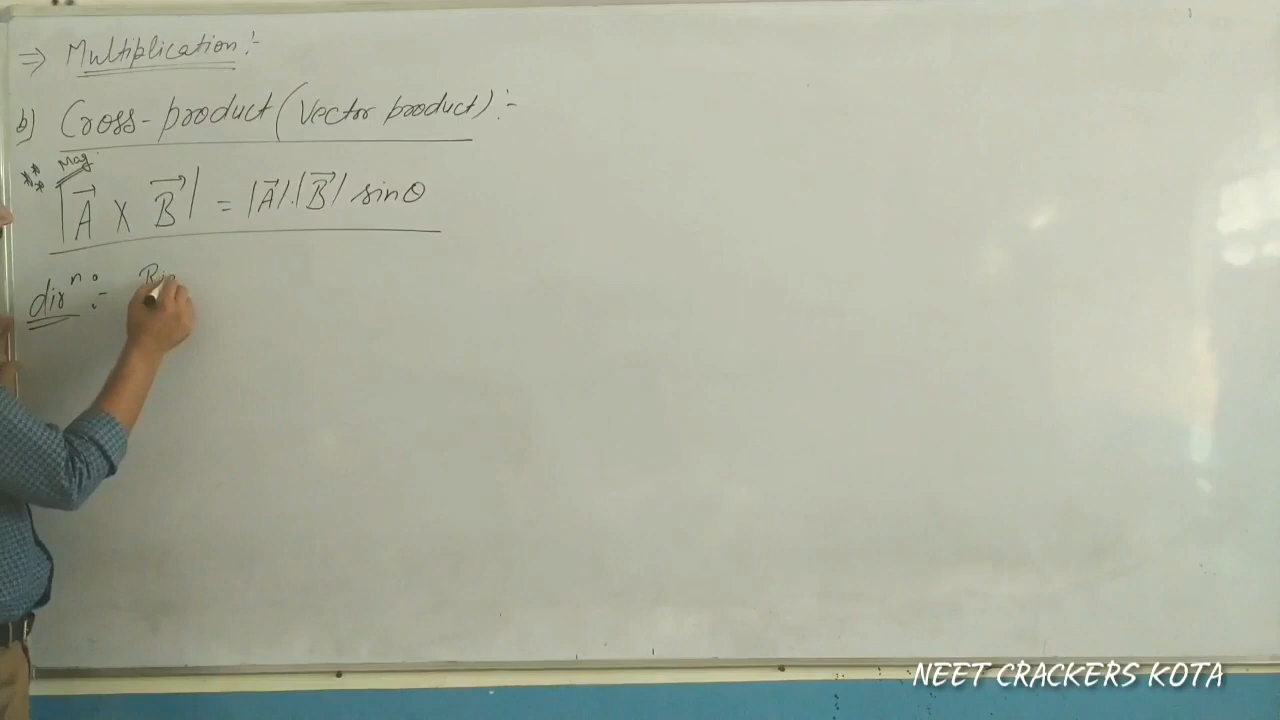 ⇒ Multiplication :-
b) Cross-product (Vector product) :-
*** Mag.
|A⃗ X B⃗| = |A⃗|.|B⃗| sinθ
dirⁿ :-
NEET CRACKERS KOTA